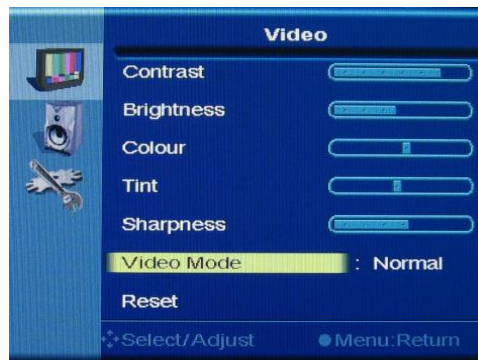 Video
Contrast
Brightness
Colour
Tint
Sharpness
Video Mode : Normal
Reset
Select/Adjust Menu:Return